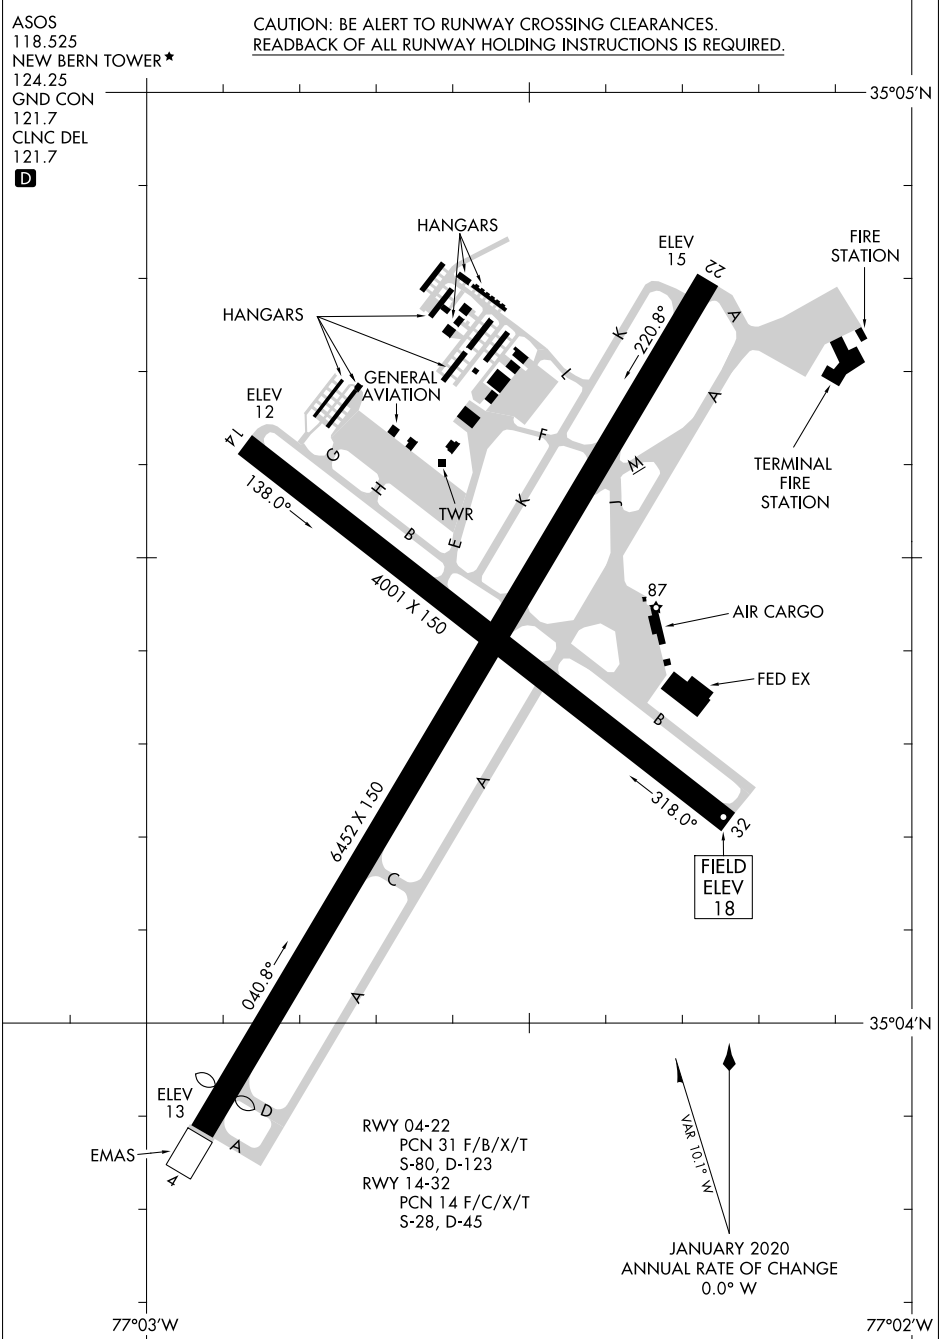 ASOS
118.525
NEW BERN TOWER★
124.25
GND CON
121.7
CLNC DEL
121.7
D
CAUTION: BE ALERT TO RUNWAY CROSSING CLEARANCES.
READBACK OF ALL RUNWAY HOLDING INSTRUCTIONS IS REQUIRED.
35°05'N
HANGARS
ELEV
15
22
FIRE
STATION
HANGARS
K
220.8°
A
A
L
GENERAL
AVIATION
ELEV
12
14
G
H
F
M
TERMINAL
FIRE
STATION
138.0°
K
J
TWR
B
E
4001 X 150
87
AIR CARGO
FED EX
B
A
318.0°
32
6452 X 150
FIELD
ELEV
18
C
040.8°
A
35°04'N
ELEV
13
D
A
EMAS
4
RWY 04-22
PCN 31 F/B/X/T
S-80, D-123
RWY 14-32
PCN 14 F/C/X/T
S-28, D-45
VAR 10.1° W
JANUARY 2020
ANNUAL RATE OF CHANGE
0.0° W
77°03'W
77°02'W